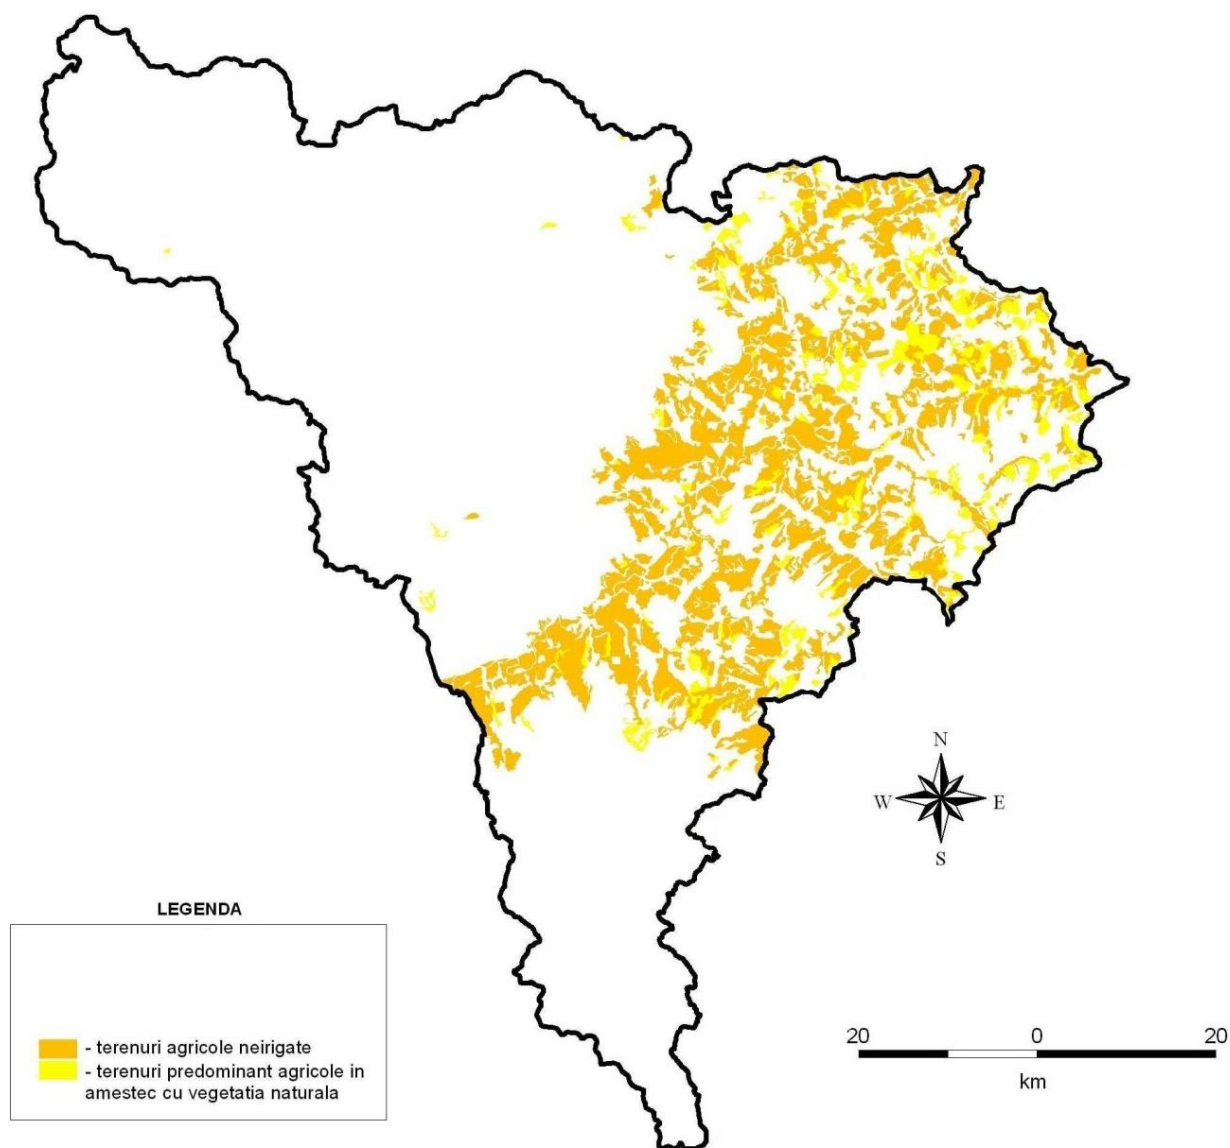 N
W E
S
LEGENDA
- terenuri agricole neirigate
- terenuri predominant agricole in
amestec cu vegetatia naturala
20 0 20
km